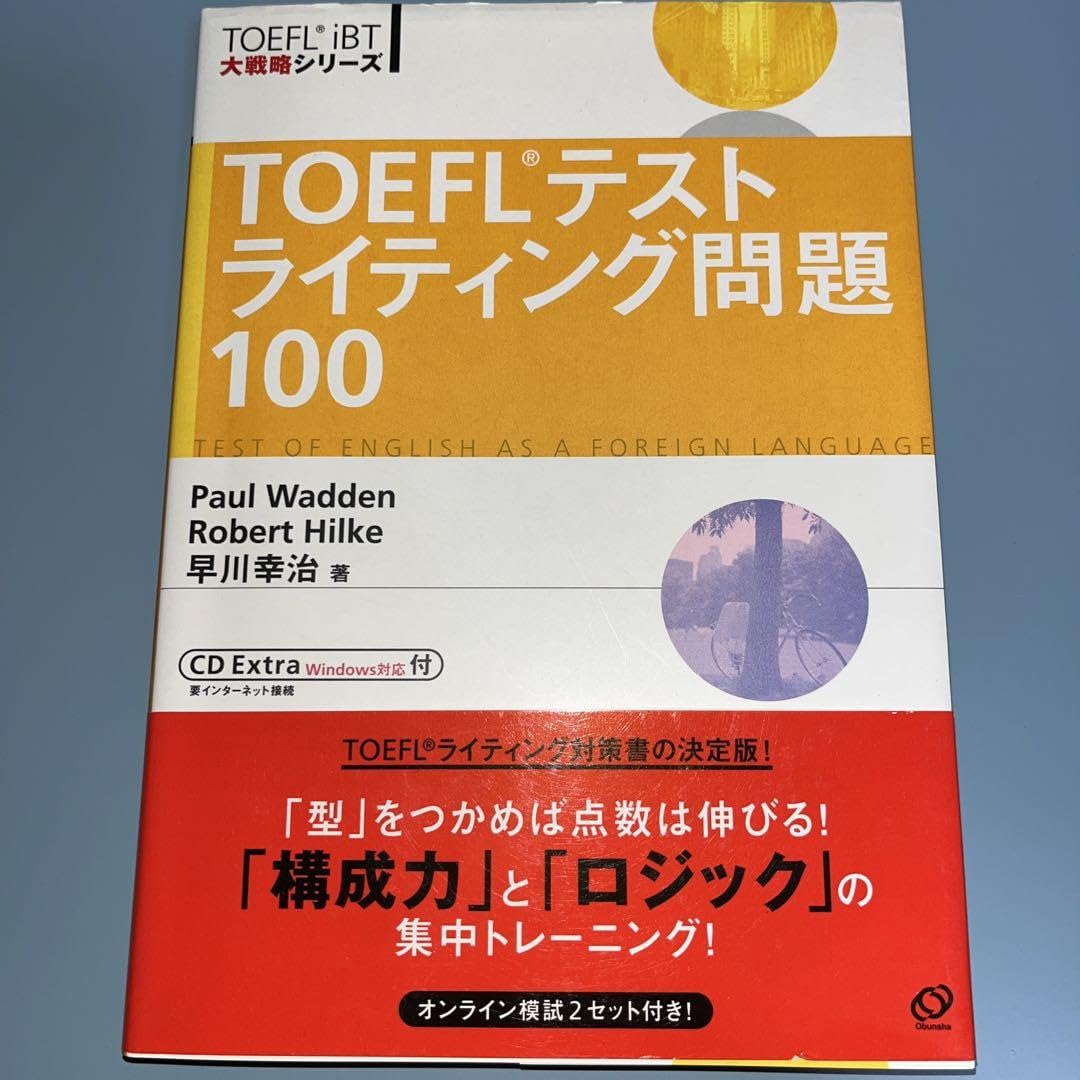 TOEFL® iBT
大戦略シリーズ
TOEFL®テスト
ライティング問題
100
TEST OF ENGLISH AS A FOREIGN LANGUAGE
Paul Wadden
Robert Hilke
早川幸治 著
CD Extra Windows対応 付
要インターネット接続
TOEFL®ライティング対策書の決定版!
「型」をつかめば点数は伸びる!
「構成力」と「ロジック」の
集中トレーニング!
オンライン模試2セット付き!
Obunsha